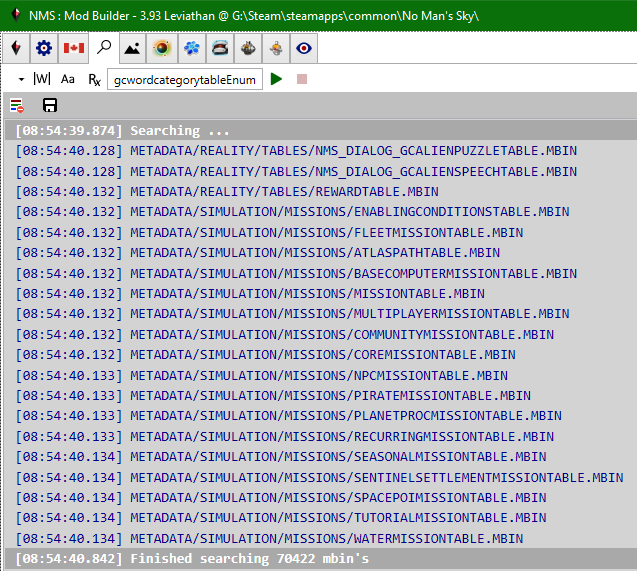 NMS : Mod Builder - 3.93 Leviathan @ G:\Steam\steamapps\common\No Man's Sky\
|W| Aa Rx gcwordcategorytableEnum
[08:54:39.874] Searching ...
[08:54:40.128] METADATA/REALITY/TABLES/NMS_DIALOG_GCALIENPUZZLETABLE.MBIN
[08:54:40.128] METADATA/REALITY/TABLES/NMS_DIALOG_GCALIENSPEECHTABLE.MBIN
[08:54:40.132] METADATA/REALITY/TABLES/REWARDTABLE.MBIN
[08:54:40.132] METADATA/SIMULATION/MISSIONS/ENABLINGCONDITIONSTABLE.MBIN
[08:54:40.132] METADATA/SIMULATION/MISSIONS/FLEETMISSIONTABLE.MBIN
[08:54:40.132] METADATA/SIMULATION/MISSIONS/ATLASPATHTABLE.MBIN
[08:54:40.132] METADATA/SIMULATION/MISSIONS/BASECOMPUTERMISSIONTABLE.MBIN
[08:54:40.132] METADATA/SIMULATION/MISSIONS/MISSIONTABLE.MBIN
[08:54:40.132] METADATA/SIMULATION/MISSIONS/MULTIPLAYERMISSIONTABLE.MBIN
[08:54:40.132] METADATA/SIMULATION/MISSIONS/COMMUNITYMISSIONTABLE.MBIN
[08:54:40.132] METADATA/SIMULATION/MISSIONS/COREMISSIONTABLE.MBIN
[08:54:40.133] METADATA/SIMULATION/MISSIONS/NPCMISSIONTABLE.MBIN
[08:54:40.133] METADATA/SIMULATION/MISSIONS/PIRATEMISSIONTABLE.MBIN
[08:54:40.133] METADATA/SIMULATION/MISSIONS/PLANETPROCMISSIONTABLE.MBIN
[08:54:40.133] METADATA/SIMULATION/MISSIONS/RECURRINGMISSIONTABLE.MBIN
[08:54:40.134] METADATA/SIMULATION/MISSIONS/SEASONALMISSIONTABLE.MBIN
[08:54:40.134] METADATA/SIMULATION/MISSIONS/SENTINELSETTLEMENTMISSIONTABLE.MBIN
[08:54:40.134] METADATA/SIMULATION/MISSIONS/SPACEPOIMISSIONTABLE.MBIN
[08:54:40.134] METADATA/SIMULATION/MISSIONS/TUTORIALMISSIONTABLE.MBIN
[08:54:40.134] METADATA/SIMULATION/MISSIONS/WATERMISSIONTABLE.MBIN
[08:54:40.842] Finished searching 70422 mbin's